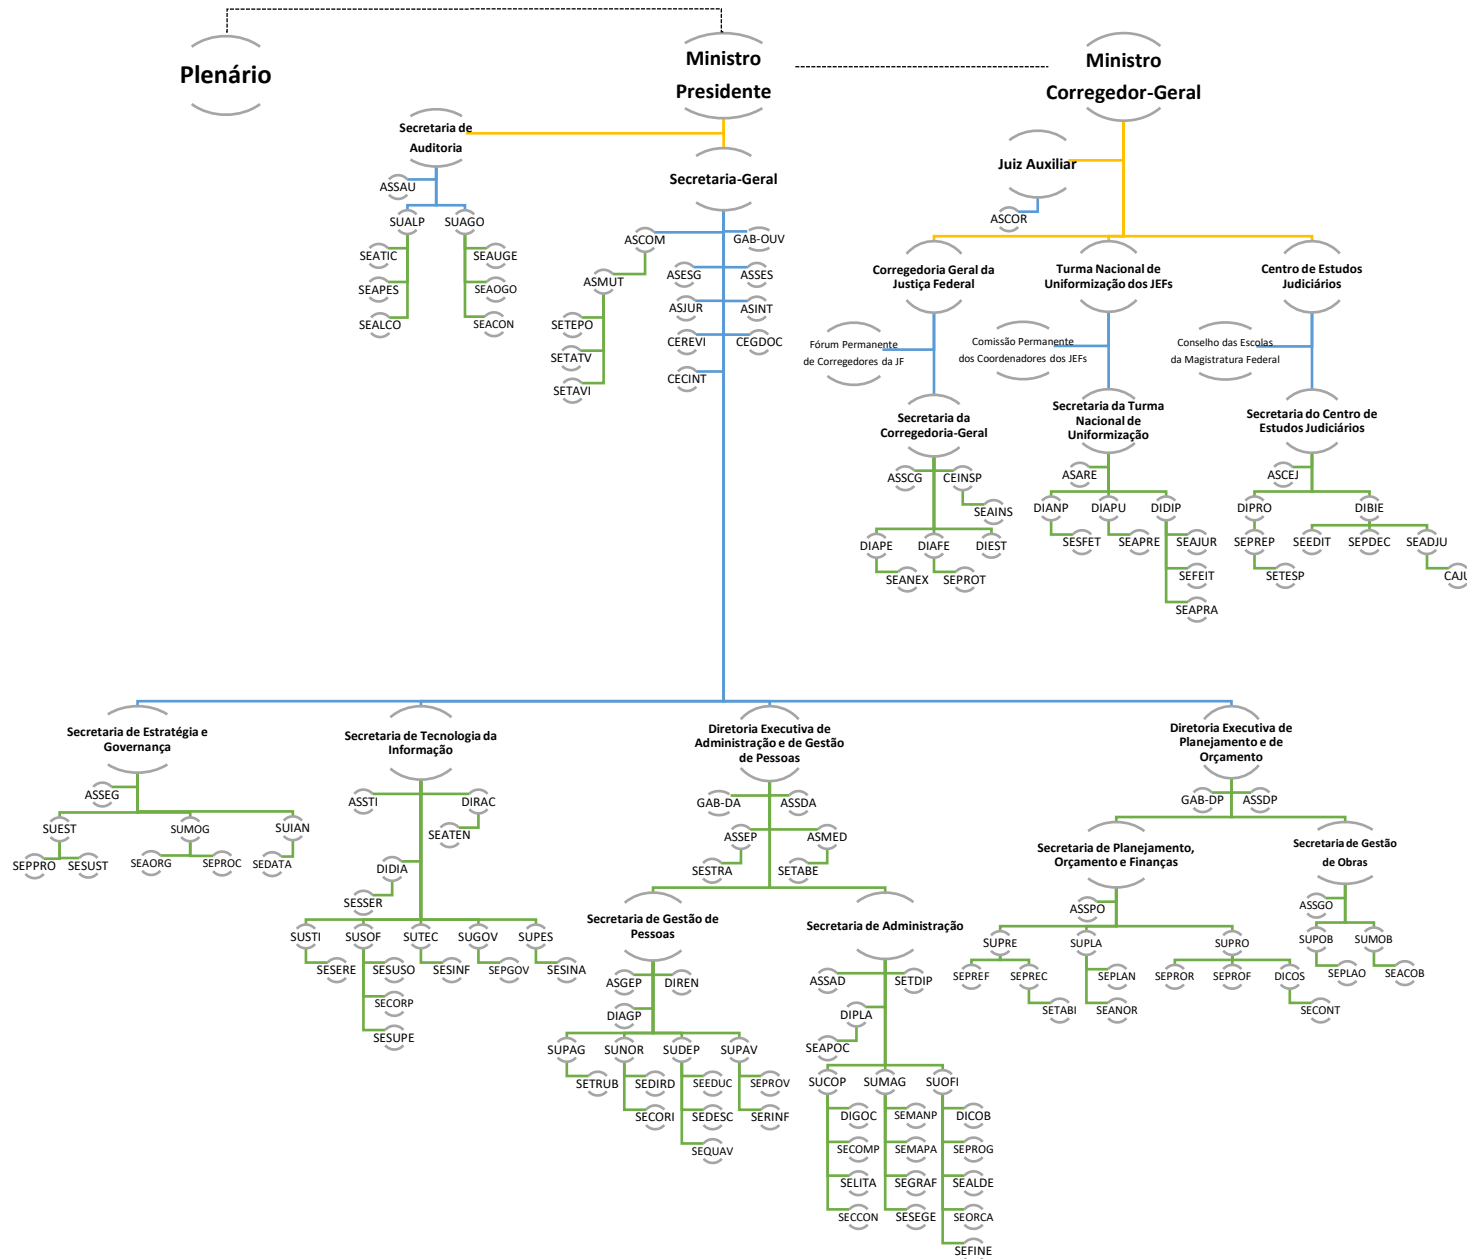 Plenário
Ministro
Presidente
Ministro
Corregedor-Geral
Secretaria de
Auditoria
ASSAU
SUALP
SUAGO
SEATIC
SEAPES
SEALCO
SEAUGE
SEAOGO
SEACON
Secretaria-Geral
ASCOM
GAB-OUV
ASMUT
ASESG
ASSES
SETEPO
ASJUR
ASINT
SETATV
CEREVI
CEGDOC
SETAVI
CECINT
Juiz Auxiliar
ASCOR
Corregedoria Geral da
Justiça Federal
Turma Nacional de
Uniformização dos JEFs
Centro de Estudos
Judiciários
Fórum Permanente
de Corregedores da JF
Comissão Permanente
dos Coordenadores dos JEFs
Conselho das Escolas
da Magistratura Federal
Secretaria da
Corregedoria-Geral
Secretaria da Turma
Nacional de
Uniformização
Secretaria do Centro de
Estudos Judiciários
ASSCG
CEINSP
SEAINS
DIAPE
DIAFE
DIEST
SEANEX
SEPROT
ASARE
DIANP
DIAPU
DIDIP
SESFET
SEAPRE
SEAJUR
SEFEIT
SEAPRA
ASCEJ
DIPRO
DIBIE
SEPREP
SEEDIT
SEPDEC
SEADJU
SETESP
CAJU
Secretaria de Estratégia e
Governança
ASSEG
SUEST
SUMOG
SUIAN
SEPPRO
SESUST
SEAORG
SEPROC
SEDATA
Secretaria de Tecnologia da
Informação
ASSTI
DIRAC
SEATEN
DIDIA
SESSER
SUSTI
SUSOF
SUTEC
SUGOV
SUPES
SESERE
SESUSO
SESINF
SEPGOV
SESINA
SECORP
SESUPE
Diretoria Executiva de
Administração e de Gestão
de Pessoas
GAB-DA
ASSDA
ASSEP
ASMED
SESTRA
SETABE
Secretaria de Gestão de
Pessoas
ASGEP
DIREN
DIAGP
SUPAG
SUNOR
SUDEP
SUPAV
SETRUB
SEDIRD
SEEDUC
SEPROV
SECORI
SEDESC
SERINF
SEQUAV
Secretaria de Administração
ASSAD
SETDIP
DIPLA
SEAPOC
SUCOP
SUMAG
SUOFI
DIGOC
SEMANP
DICOB
SECOMP
SEMAPA
SEPROG
SELITA
SEGRAF
SEALDE
SECCON
SESEGE
SEORCA
SEFINE
Diretoria Executiva de
Planejamento e de
Orçamento
GAB-DP
ASSDP
Secretaria de Planejamento,
Orçamento e Finanças
ASSPO
SUPRE
SUPLA
SUPRO
SEPREF
SEPREC
SEPLAN
SEPROR
SEPROF
DICOS
SETABI
SEANOR
SECONT
Secretaria de Gestão
de Obras
ASSGO
SUPOB
SUMOB
SEPLAO
SEACOB